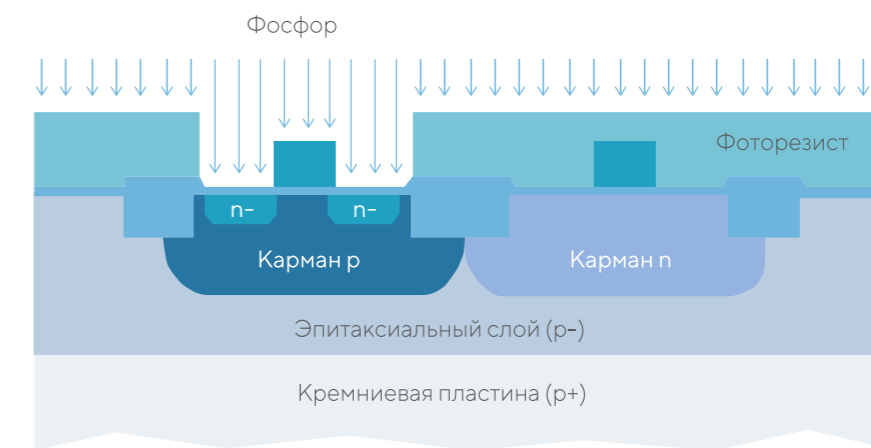 Фосфор
Фоторезист
n-
n-
Карман p
Карман n
Эпитаксиальный слой (p-)
Кремниевая пластина (p+)